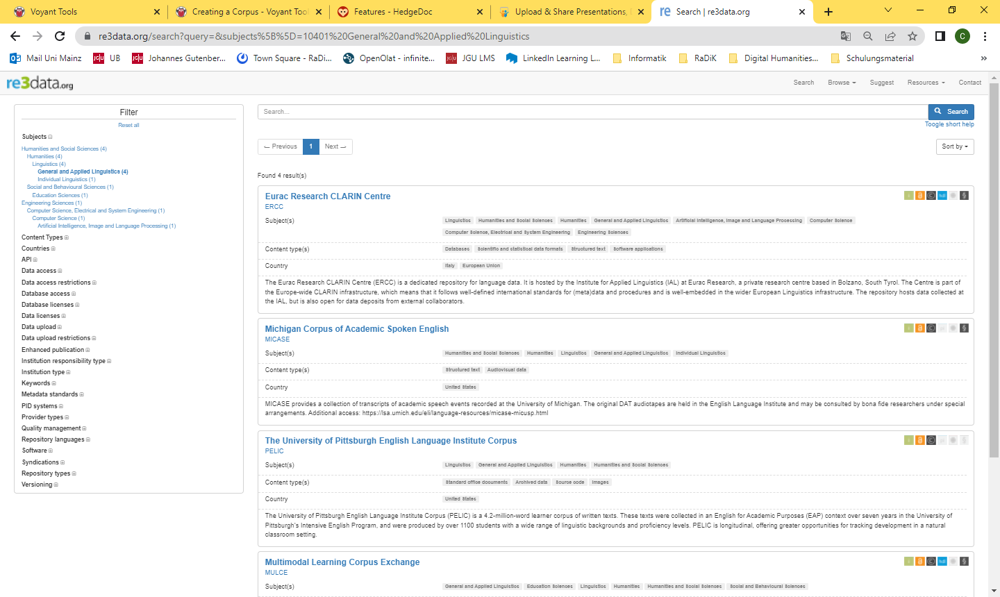 Voyant Tools
Creating a Corpus - Voyant Tool
Features - HedgeDoc
Upload & Share Presentations,
re Search | re3data.org
re3data.org/search?query=&subjects%5B%5D=10401%20General%20and%20Applied%20Linguistics
C
Mail Uni Mainz
JG|U UB
JG|U Johannes Gutenber...
Town Square - RaDi...
OpenOlat - infinite...
JGU LMS
LinkedIn Learning L...
Informatik
RaDiK
Digital Humanities...
Schulungsmaterial
»
re3data.org
Search
Browse
Suggest
Resources
Contact
Filter
Reset all
Subjects
Humanities and Social Sciences (4)
Humanities (4)
Linguistics (4)
General and Applied Linguistics (4)
Individual Linguistics (1)
Social and Behavioural Sciences (1)
Education Sciences (1)
Engineering Sciences (1)
Computer Science, Electrical and System Engineering (1)
Computer Science (1)
Artificial Intelligence, Image and Language Processing (1)
Content Types
Countries
API
Data access
Data access restrictions
Database access
Database licenses
Data licenses
Data upload
Data upload restrictions
Enhanced publication
Institution responsibility type
Institution type
Keywords
Metadata standards
PID systems
Provider types
Quality management
Repository languages
Software
Syndications
Repository types
Versioning
Search...
Search
Toogle short help
← Previous
1
Next →
Sort by
Found 4 result(s)
Eurac Research CLARIN Centre
ERCC
Subject(s)
Linguistics Humanities and Social Sciences Humanities General and Applied Linguistics Artificial Intelligence, Image and Language Processing Computer Science
Computer Science, Electrical and System Engineering Engineering Sciences
Content type(s)
Databases Scientific and statistical data formats Structured text Software applications
Country
Italy European Union
The Eurac Research CLARIN Centre (ERCC) is a dedicated repository for language data. It is hosted by the Institute for Applied Linguistics (IAL) at Eurac Research, a private research centre based in Bolzano, South Tyrol. The Centre is part of
the Europe-wide CLARIN infrastructure, which means that it follows well-defined international standards for (meta)data and procedures and is well-embedded in the wider European Linguistics infrastructure. The repository hosts data collected at
the IAL, but is also open for data deposits from external collaborators.
Michigan Corpus of Academic Spoken English
MICASE
Subject(s)
Humanities and Social Sciences Humanities Linguistics General and Applied Linguistics Individual Linguistics
Content type(s)
Structured text Audiovisual data
Country
United States
MICASE provides a collection of transcripts of academic speech events recorded at the University of Michigan. The original DAT audiotapes are held in the English Language Institute and may be consulted by bona fide researchers under special
arrangements. Additional access: https://lsa.umich.edu/eli/language-resources/micase-micusp.html
The University of Pittsburgh English Language Institute Corpus
PELIC
Subject(s)
Linguistics General and Applied Linguistics Humanities Humanities and Social Sciences
Content type(s)
Standard office documents Archived data Source code Images
Country
United States
The University of Pittsburgh English Language Institute Corpus (PELIC) is a 4.2-million-word learner corpus of written texts. These texts were collected in an English for Academic Purposes (EAP) context over seven years in the University of
Pittsburgh's Intensive English Program, and were produced by over 1100 students with a wide range of linguistic backgrounds and proficiency levels. PELIC is longitudinal, offering greater opportunities for tracking development in a natural
classroom setting.
Multimodal Learning Corpus Exchange
MULCE
Subject(s)
General and Applied Linguistics Education Sciences Linguistics Humanities Humanities and Social Sciences Social and Behavioural Sciences